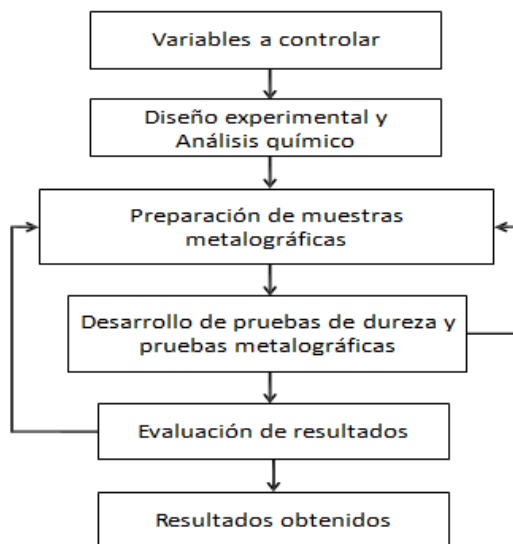 Variables a controlar
Diseño experimental y
Análisis químico
Preparación de muestras
metalográficas
Desarrollo de pruebas de dureza y
pruebas metalográficas
Evaluación de resultados
Resultados obtenidos